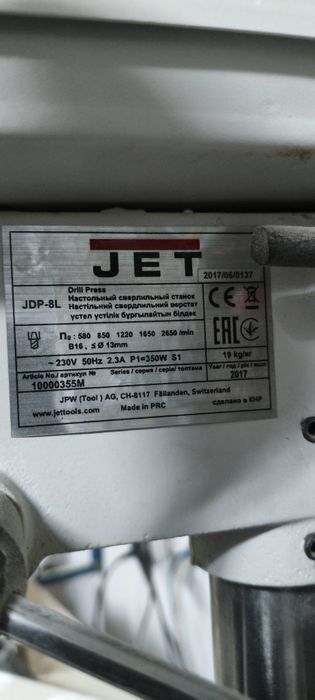 JET
2017/06/0137
JDP-8L
Drill Press
Настольный сверлильный станок
Настільний свердлильний верстат
үстел үстілік бұрғылайтын білдек
CE
n₀ : 580 850 1220 1650 2650 /min
B16 , ≤ Ø 13mm
EAC
~ 230V 50Hz 2.3A P1=350W S1
19 kg/кг
Article No./ артикул №
10000355M
Series / серия / серія/ топтама
Year / год / рік / жыл
2017
JPW (Tool ) AG, CH-8117 Fällanden, Switzerland
www.jettools.com Made in PRC сделано в КНР